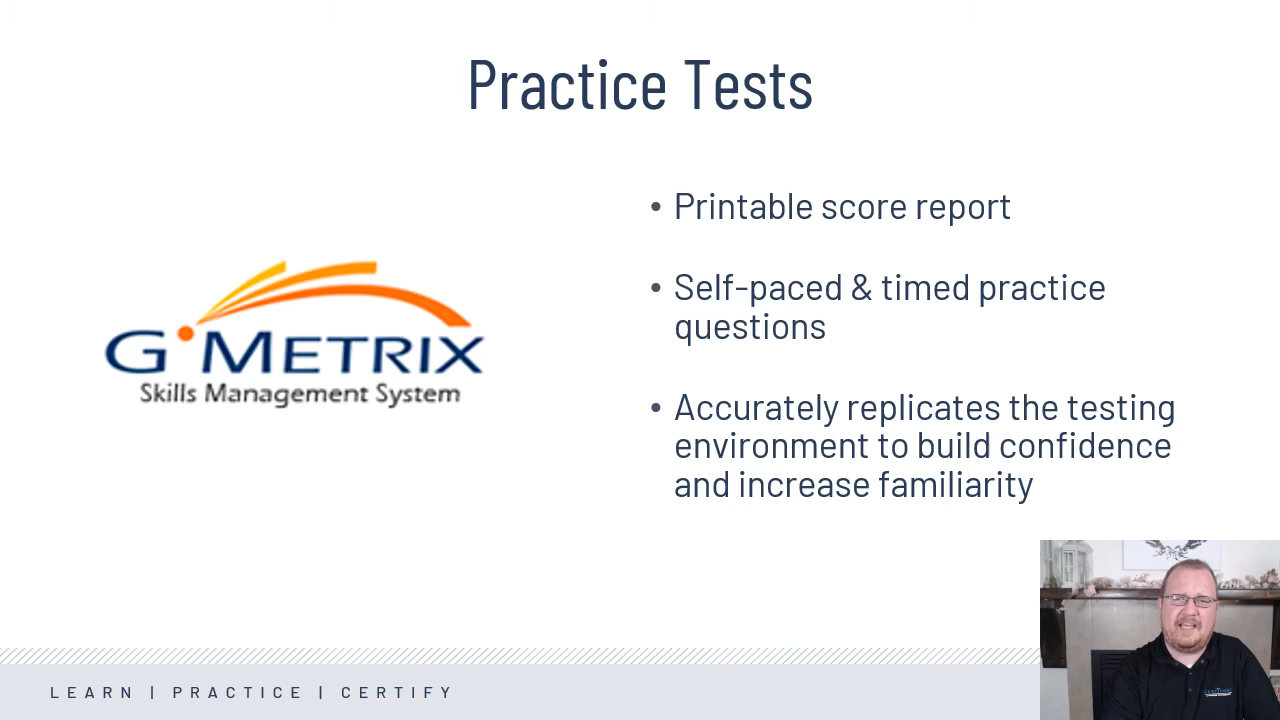 Practice Tests
G METRIX
Skills Management System
• Printable score report
• Self-paced & timed practice
questions
• Accurately replicates the testing
environment to build confidence
and increase familiarity
LEARN | PRACTICE | CERTIFY